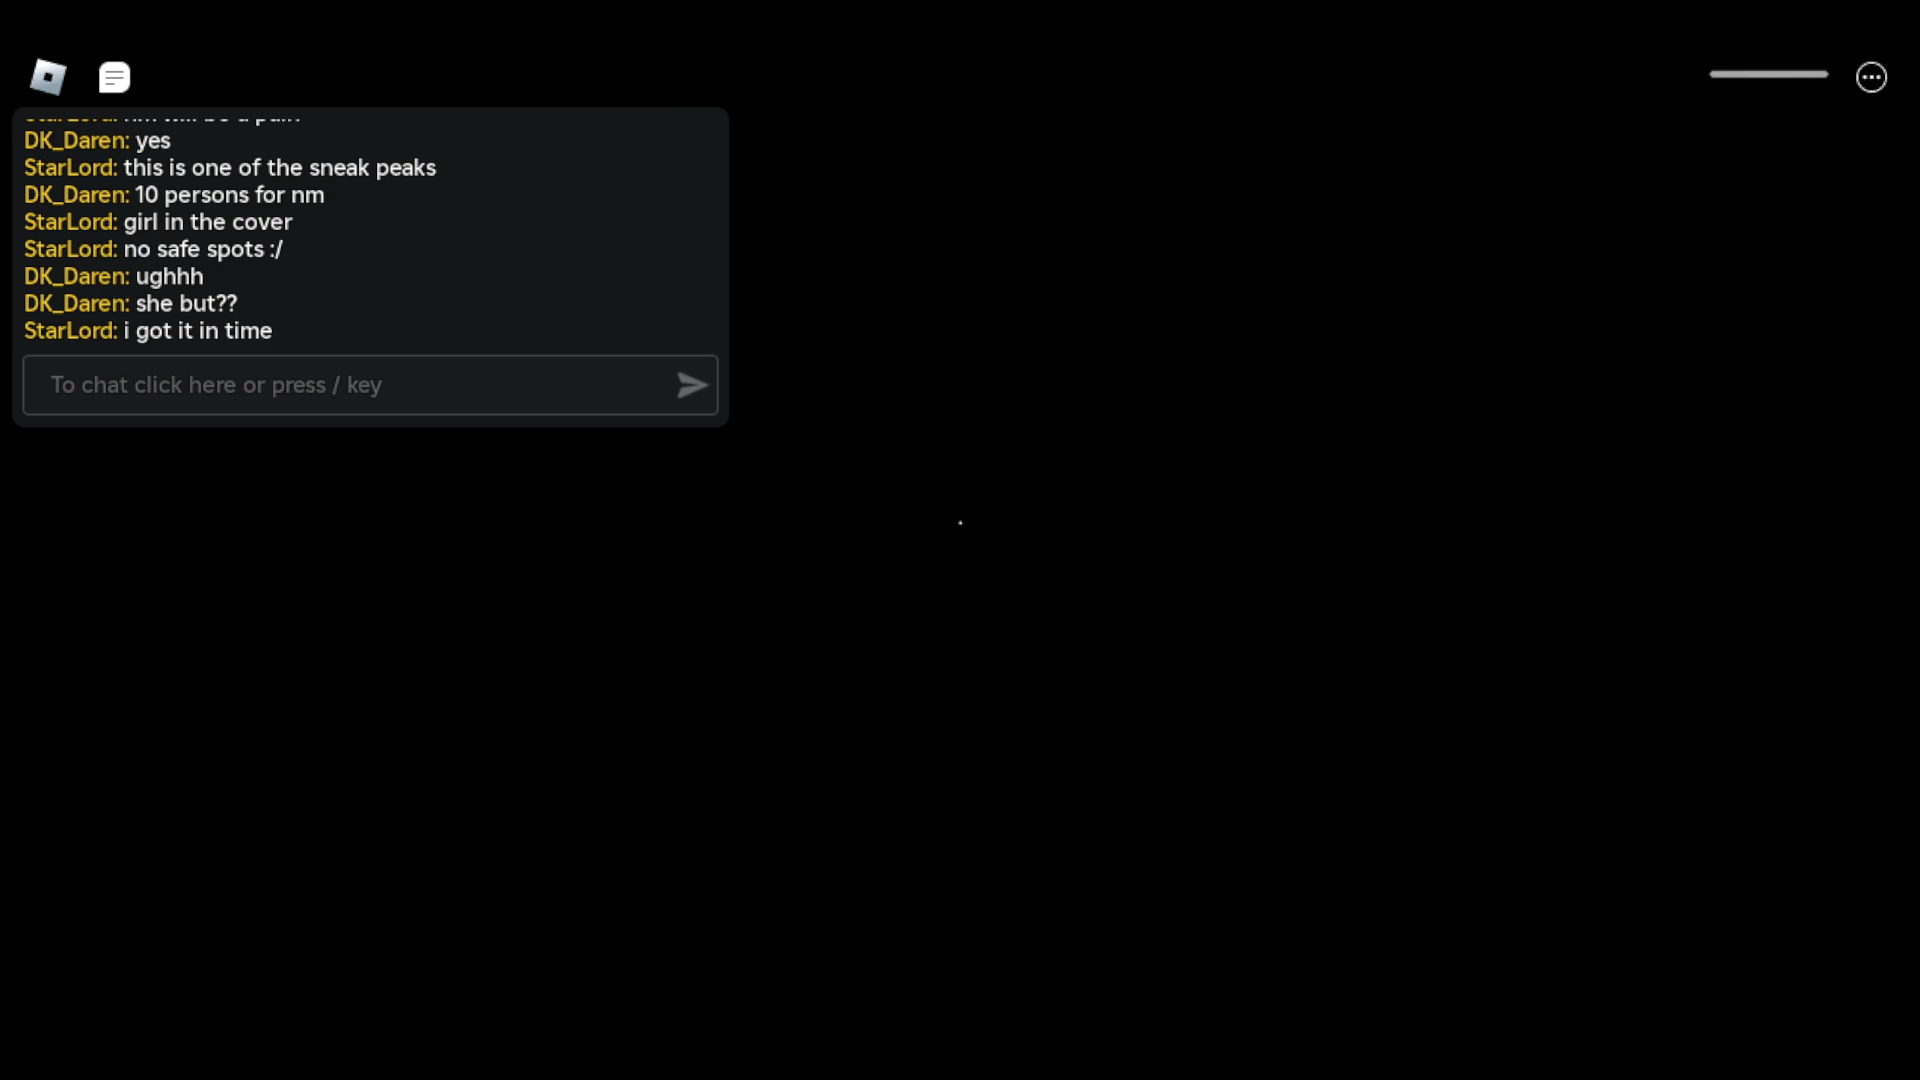 DK_Daren: yes
StarLord: this is one of the sneak peaks
DK_Daren: 10 persons for nm
StarLord: girl in the cover
StarLord: no safe spots :/
DK_Daren: ughhh
DK_Daren: she but??
StarLord: i got it in time
To chat click here or press / key